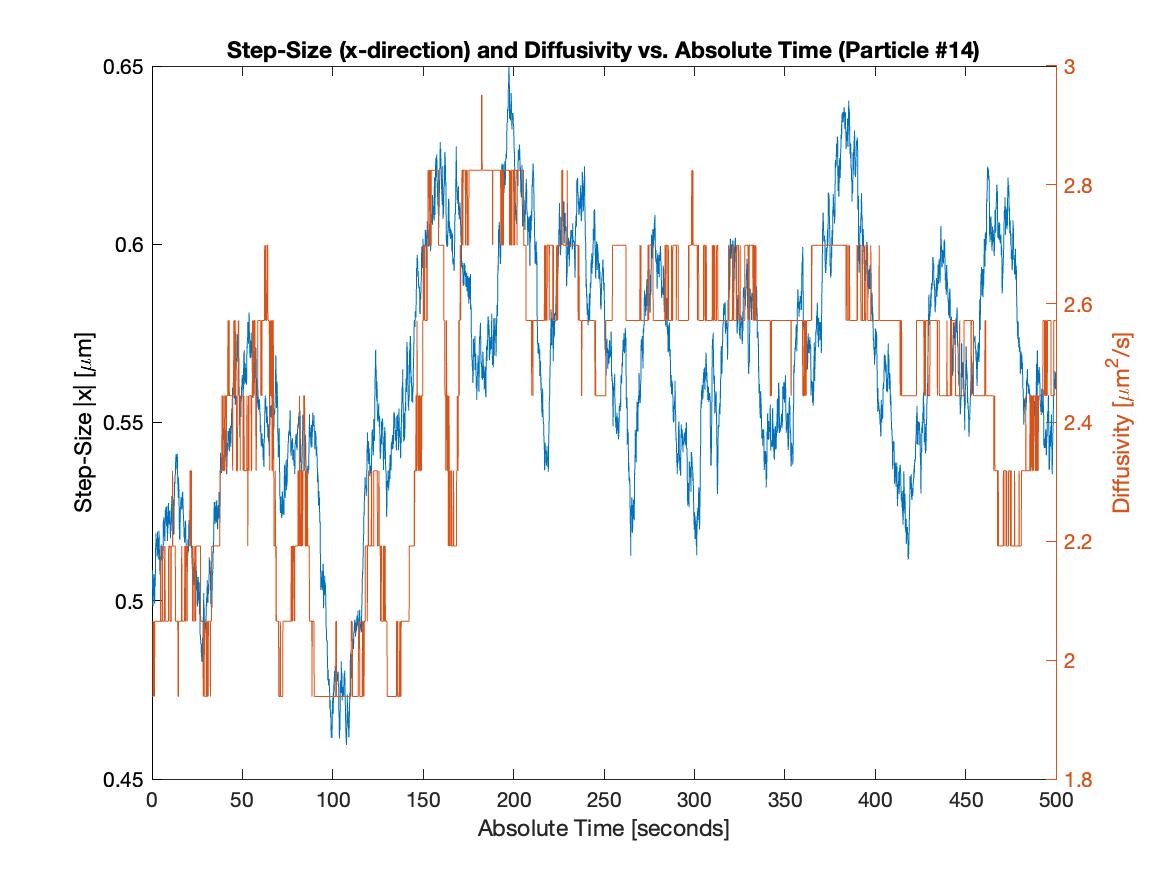 Step-Size (x-direction) and Diffusivity vs. Absolute Time (Particle #14)
0.65
0.6
0.55
0.5
0.45
Step-Size |x| [μm]
3
2.8
2.6
2.4
2.2
2
1.8
Diffusivity [μm²/s]
0 50 100 150 200 250 300 350 400 450 500
Absolute Time [seconds]